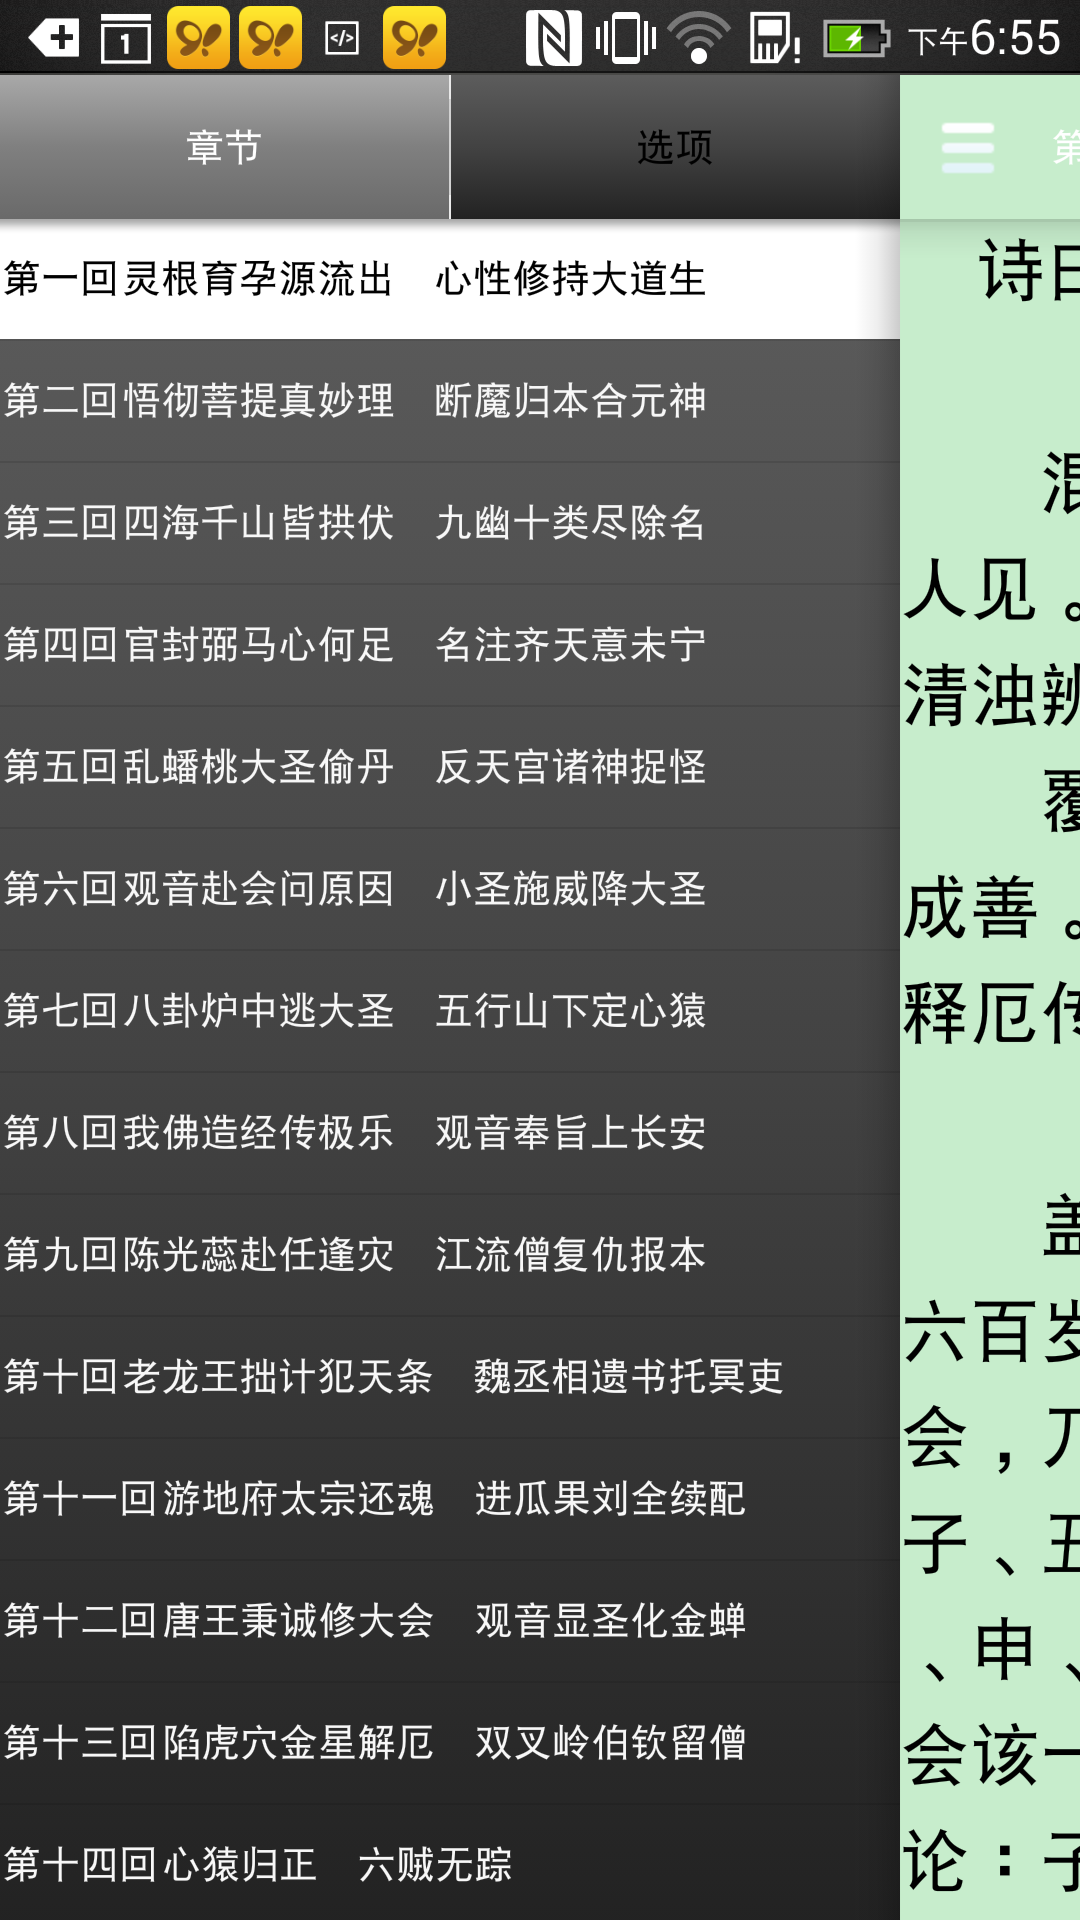 下午6:55
章节
选项
第一回灵根育孕源流出　心性修持大道生
第二回悟彻菩提真妙理　断魔归本合元神
第三回四海千山皆拱伏　九幽十类尽除名
第四回官封弼马心何足　名注齐天意未宁
第五回乱蟠桃大圣偷丹　反天宫诸神捉怪
第六回观音赴会问原因　小圣施威降大圣
第七回八卦炉中逃大圣　五行山下定心猿
第八回我佛造经传极乐　观音奉旨上长安
第九回陈光蕊赴任逢灾　江流僧复仇报本
第十回老龙王拙计犯天条　魏丞相遗书托冥吏
第十一回游地府太宗还魂　进瓜果刘全续配
第十二回唐王秉诚修大会　观音显圣化金蝉
第十三回陷虎穴金星解厄　双叉岭伯钦留僧
第十四回心猿归正　六贼无踪
第
诗曰
混
人见。
清浊辨
覆
成善。
释厄传
盖
六百岁
会，乃
子、丑
、申、
会该一
论：子